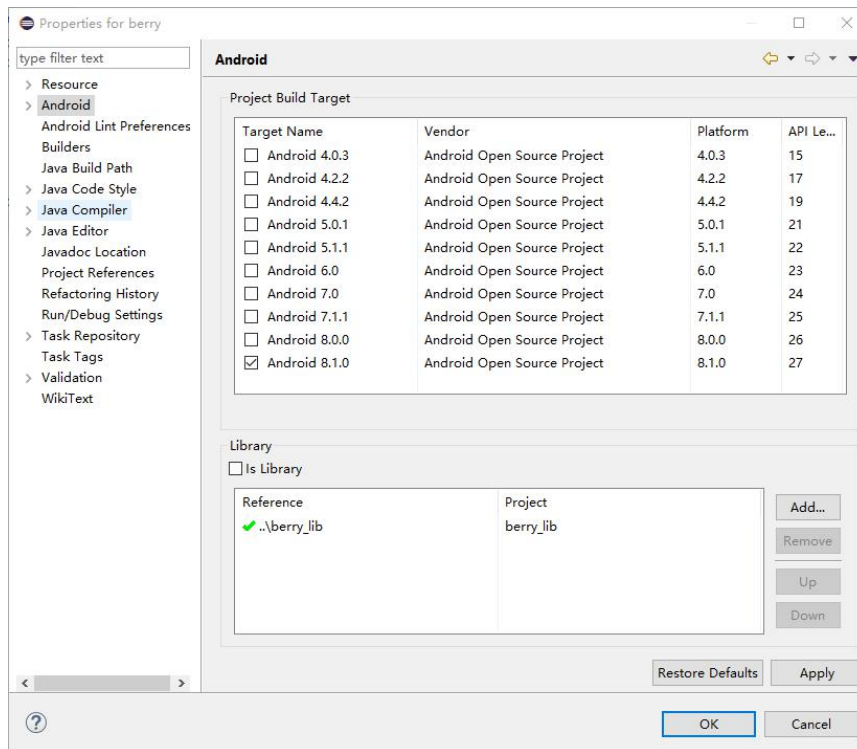 Properties for berry
type filter text
Resource
Android
Android Lint Preferences
Builders
Java Build Path
Java Code Style
Java Compiler
Java Editor
Javadoc Location
Project References
Refactoring History
Run/Debug Settings
Task Repository
Task Tags
Validation
WikiText
Android
Project Build Target
Target Name Vendor Platform API Le...
Android 4.0.3 Android Open Source Project 4.0.3 15
Android 4.2.2 Android Open Source Project 4.2.2 17
Android 4.4.2 Android Open Source Project 4.4.2 19
Android 5.0.1 Android Open Source Project 5.0.1 21
Android 5.1.1 Android Open Source Project 5.1.1 22
Android 6.0 Android Open Source Project 6.0 23
Android 7.0 Android Open Source Project 7.0 24
Android 7.1.1 Android Open Source Project 7.1.1 25
Android 8.0.0 Android Open Source Project 8.0.0 26
Android 8.1.0 Android Open Source Project 8.1.0 27
Library
Is Library
Reference Project
..\berry_lib berry_lib
Add...
Remove
Up
Down
Restore Defaults Apply
? OK Cancel